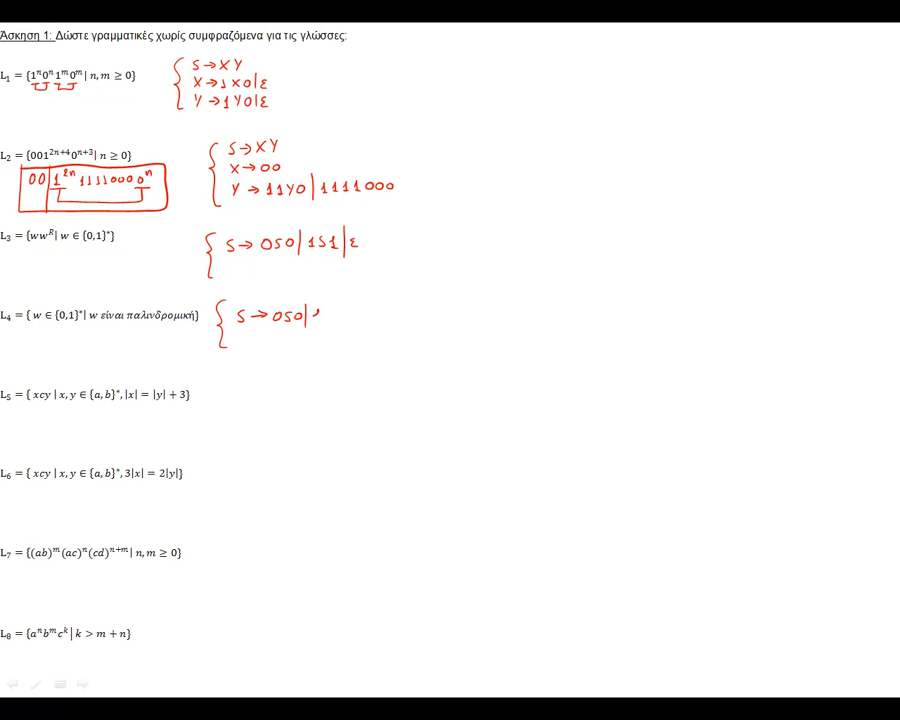 Άσκηση 1: Δώστε γραμματικές χωρίς συμφραζόμενα για τις γλώσσες:
L₁ = {1ⁿ0ⁿ1ᵐ0ᵐ | n, m ≥ 0}
S → XY
X → 1X0|ε
Y → 1Y0|ε
L₂ = {001²ⁿ⁺⁴0ⁿ⁺³ | n ≥ 0}
00 1²ⁿ 1111000 0ⁿ
S → XY
X → 00
Y → 11Y0 | 1111000
L₃ = {wwᴿ | w ∈ {0,1}*}
S → 0S0 | 1S1 | ε
L₄ = { w ∈ {0,1}* | w είναι παλινδρομική}
S → 0S0 |
L₅ = { xcy | x, y ∈ {a, b}*, |x| = |y| + 3}
L₆ = { xcy | x, y ∈ {a, b}*, 3|x| = 2|y|}
L₇ = {(ab)ᵐ(ac)ⁿ(cd)ⁿ⁺ᵐ | n, m ≥ 0}
L₈ = {aⁿbᵐcᵏ | k > m + n}